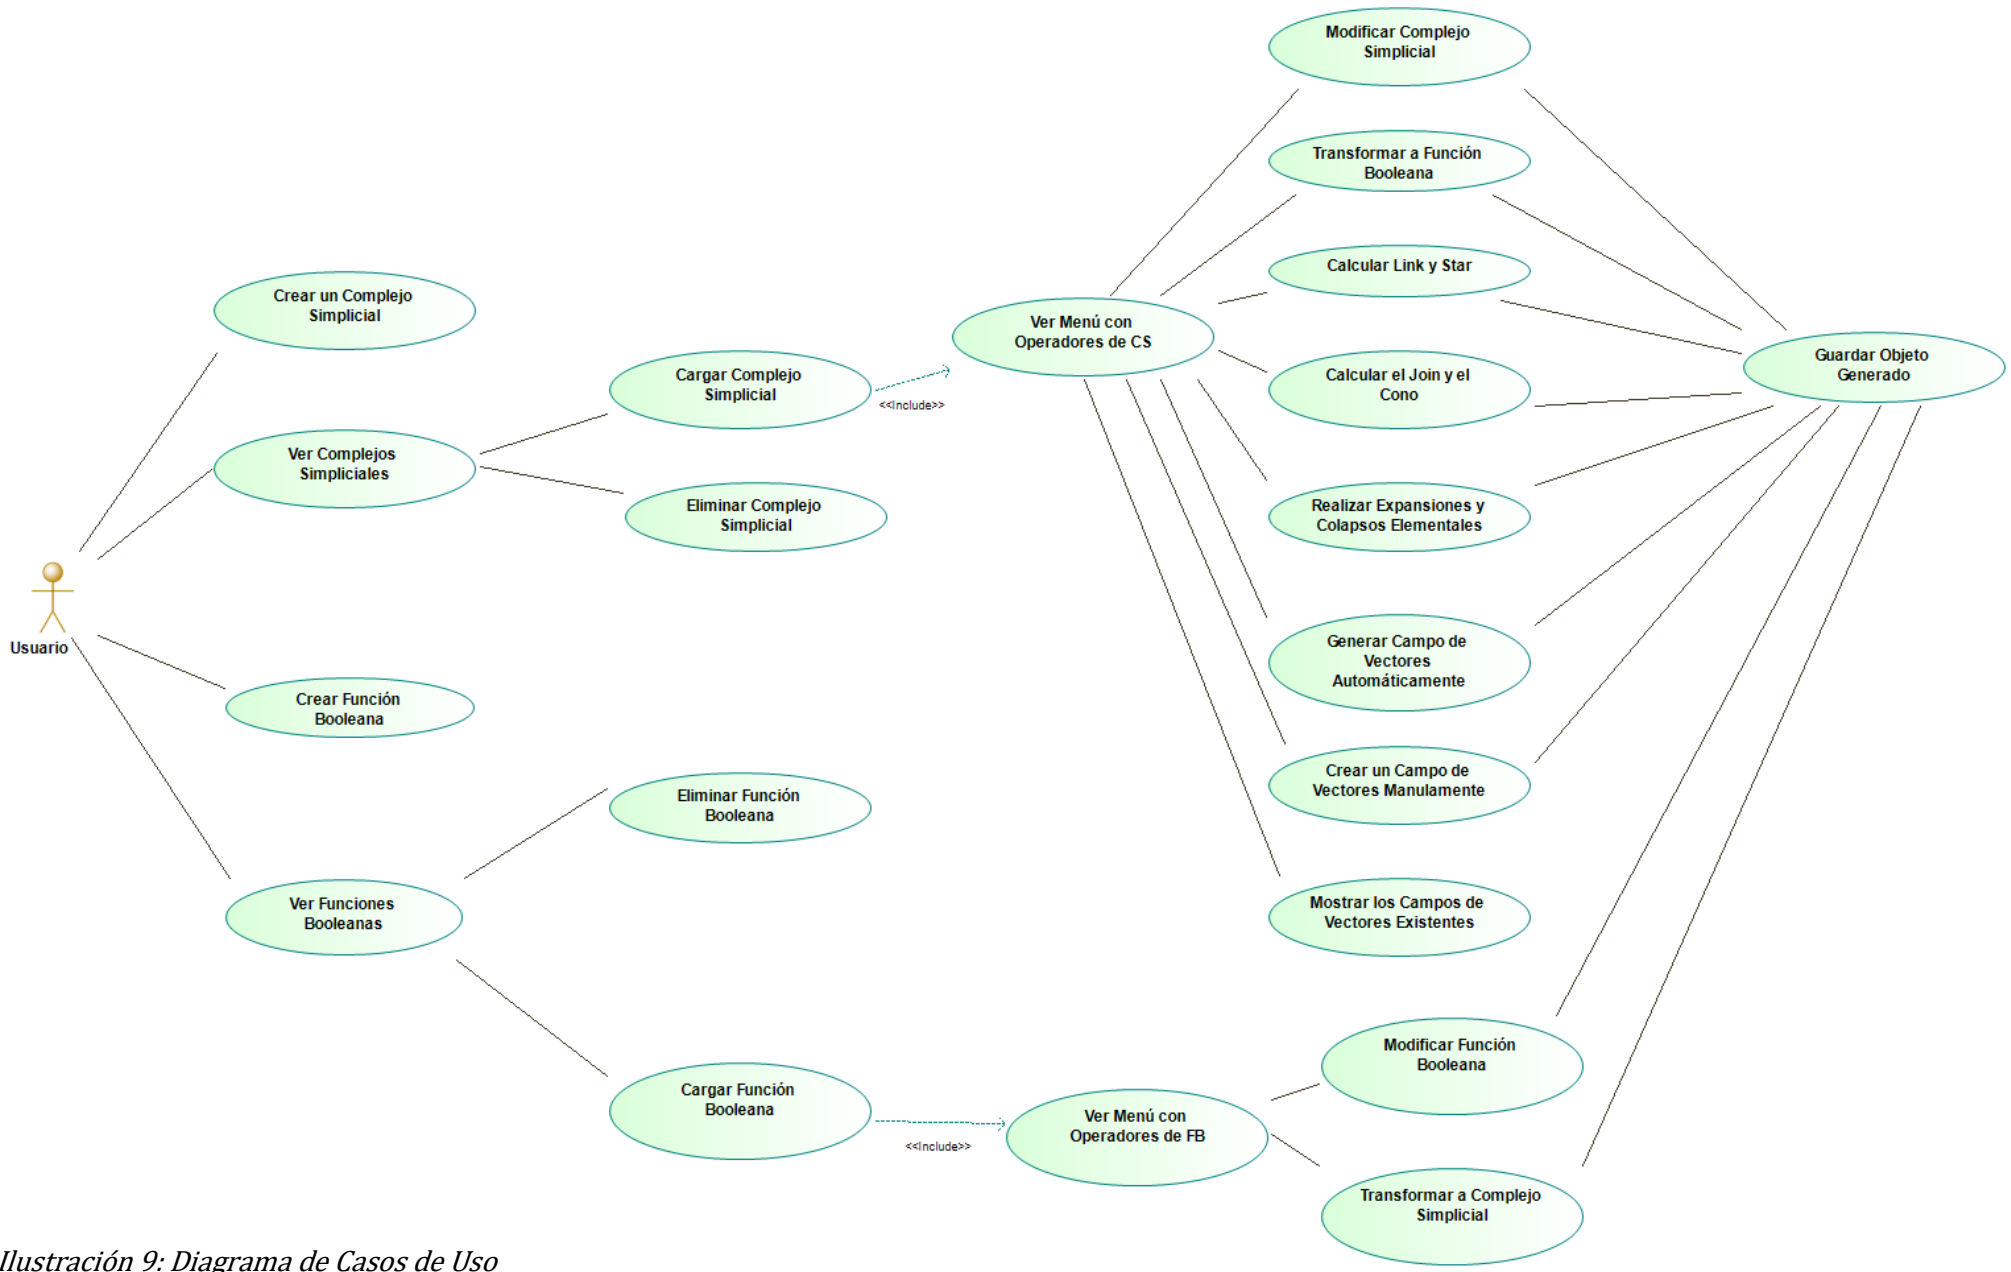 Modificar Complejo
Simplicial
Transformar a Función
Booleana
Calcular Link y Star
Crear un Complejo
Simplicial
Ver Menú con
Operadores de CS
Guardar Objeto
Generado
Cargar Complejo
Simplicial
<<Include>>
Calcular el Join y el
Cono
Ver Complejos
Simpliciales
Eliminar Complejo
Simplicial
Realizar Expansiones y
Colapsos Elementales
Usuario
Generar Campo de
Vectores
Automáticamente
Crear Función
Booleana
Eliminar Función
Booleana
Crear un Campo de
Vectores Manulamente
Ver Funciones
Booleanas
Mostrar los Campos de
Vectores Existentes
Cargar Función
Booleana
<<Include>>
Ver Menú con
Operadores de FB
Modificar Función
Booleana
Transformar a Complejo
Simplicial
Ilustración 9: Diagrama de Casos de Uso